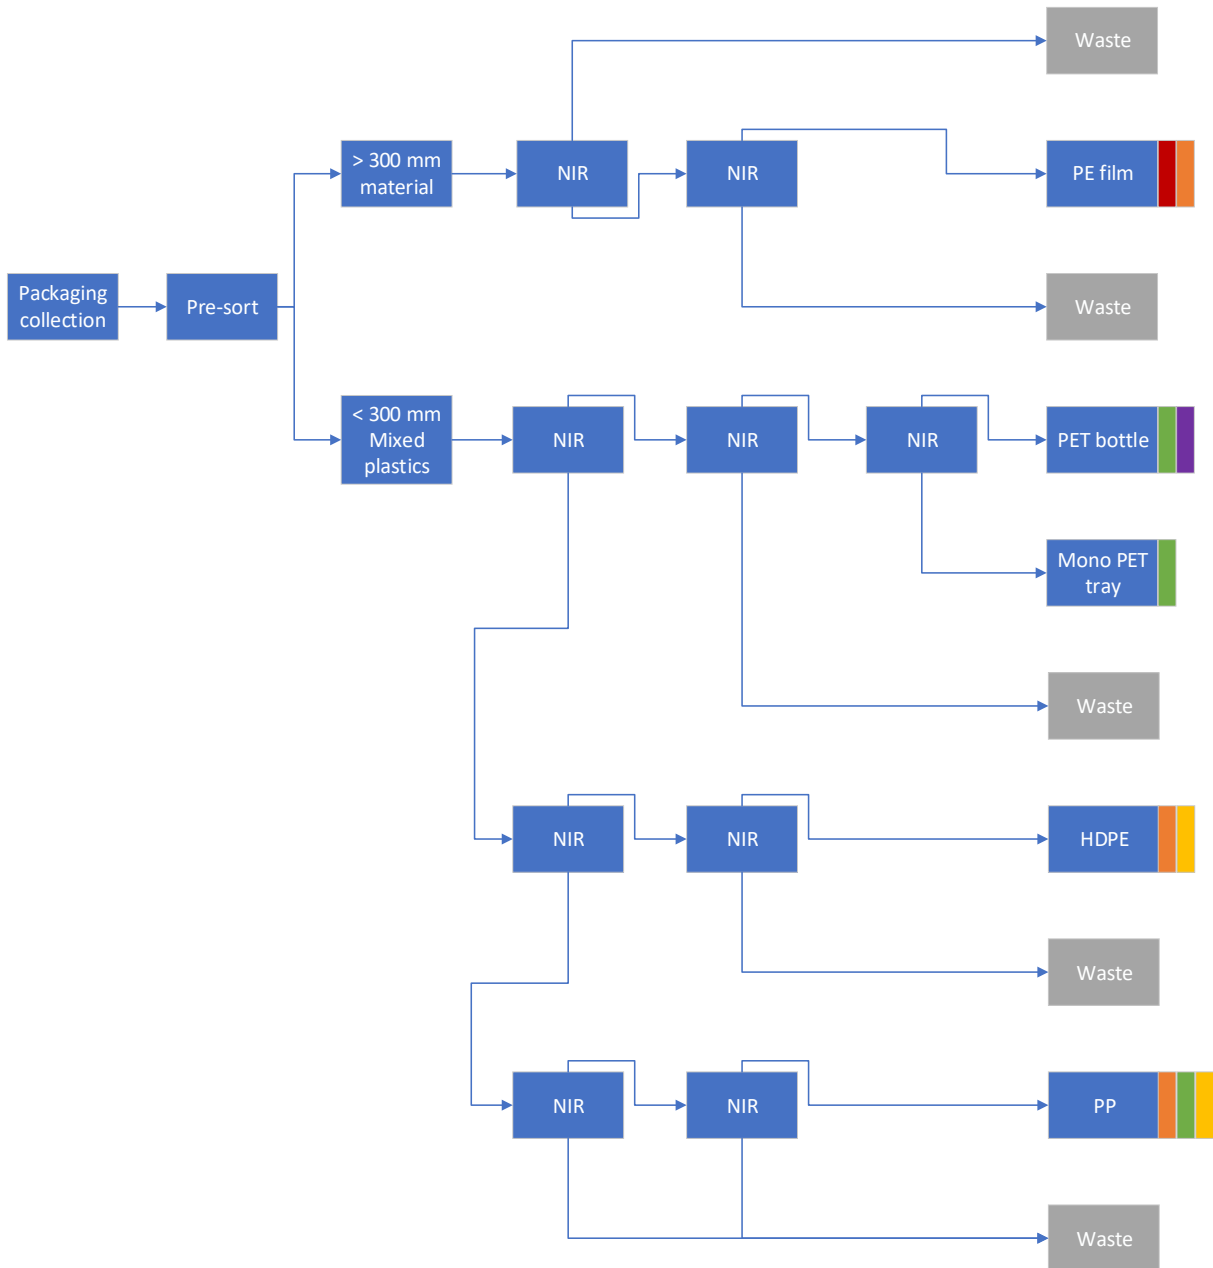 Waste
> 300 mm
material
NIR
NIR
PE film
Packaging
collection
Pre-sort
Waste
< 300 mm
Mixed
plastics
NIR
NIR
NIR
PET bottle
Mono PET
tray
Waste
NIR
NIR
HDPE
Waste
NIR
NIR
PP
Waste